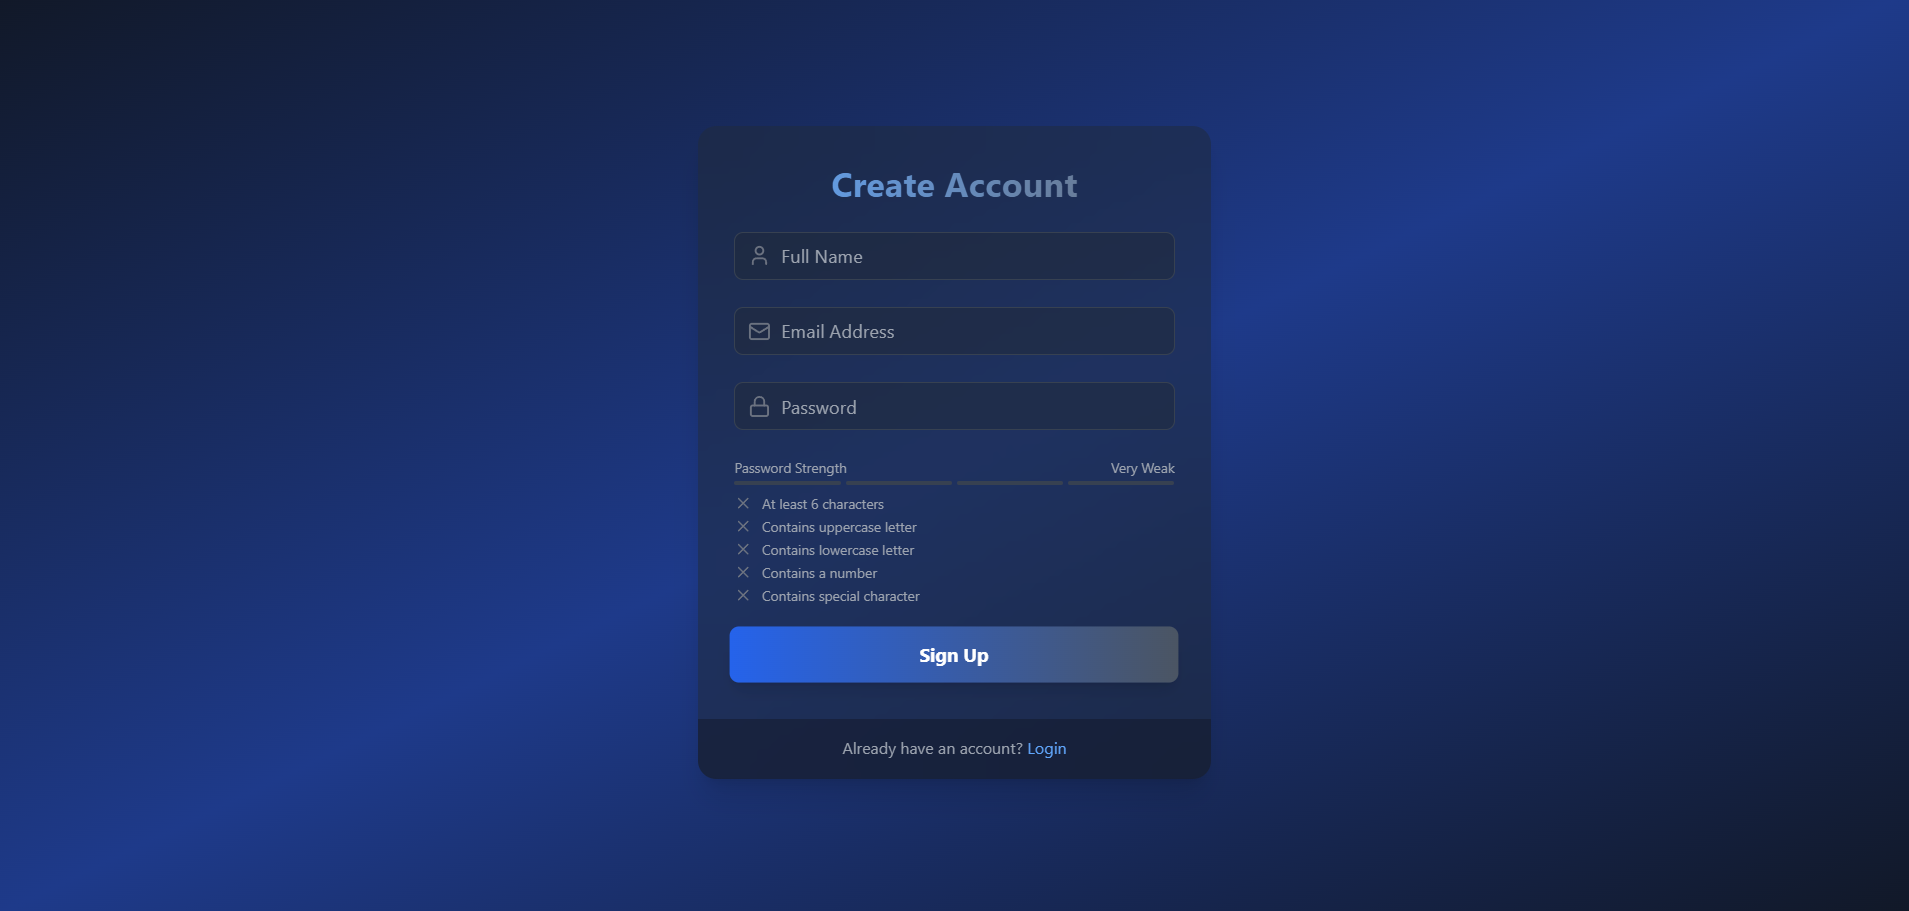 Create Account
Full Name
Email Address
Password
Password Strength Very Weak
At least 6 characters
Contains uppercase letter
Contains lowercase letter
Contains a number
Contains special character
Sign Up
Already have an account? Login